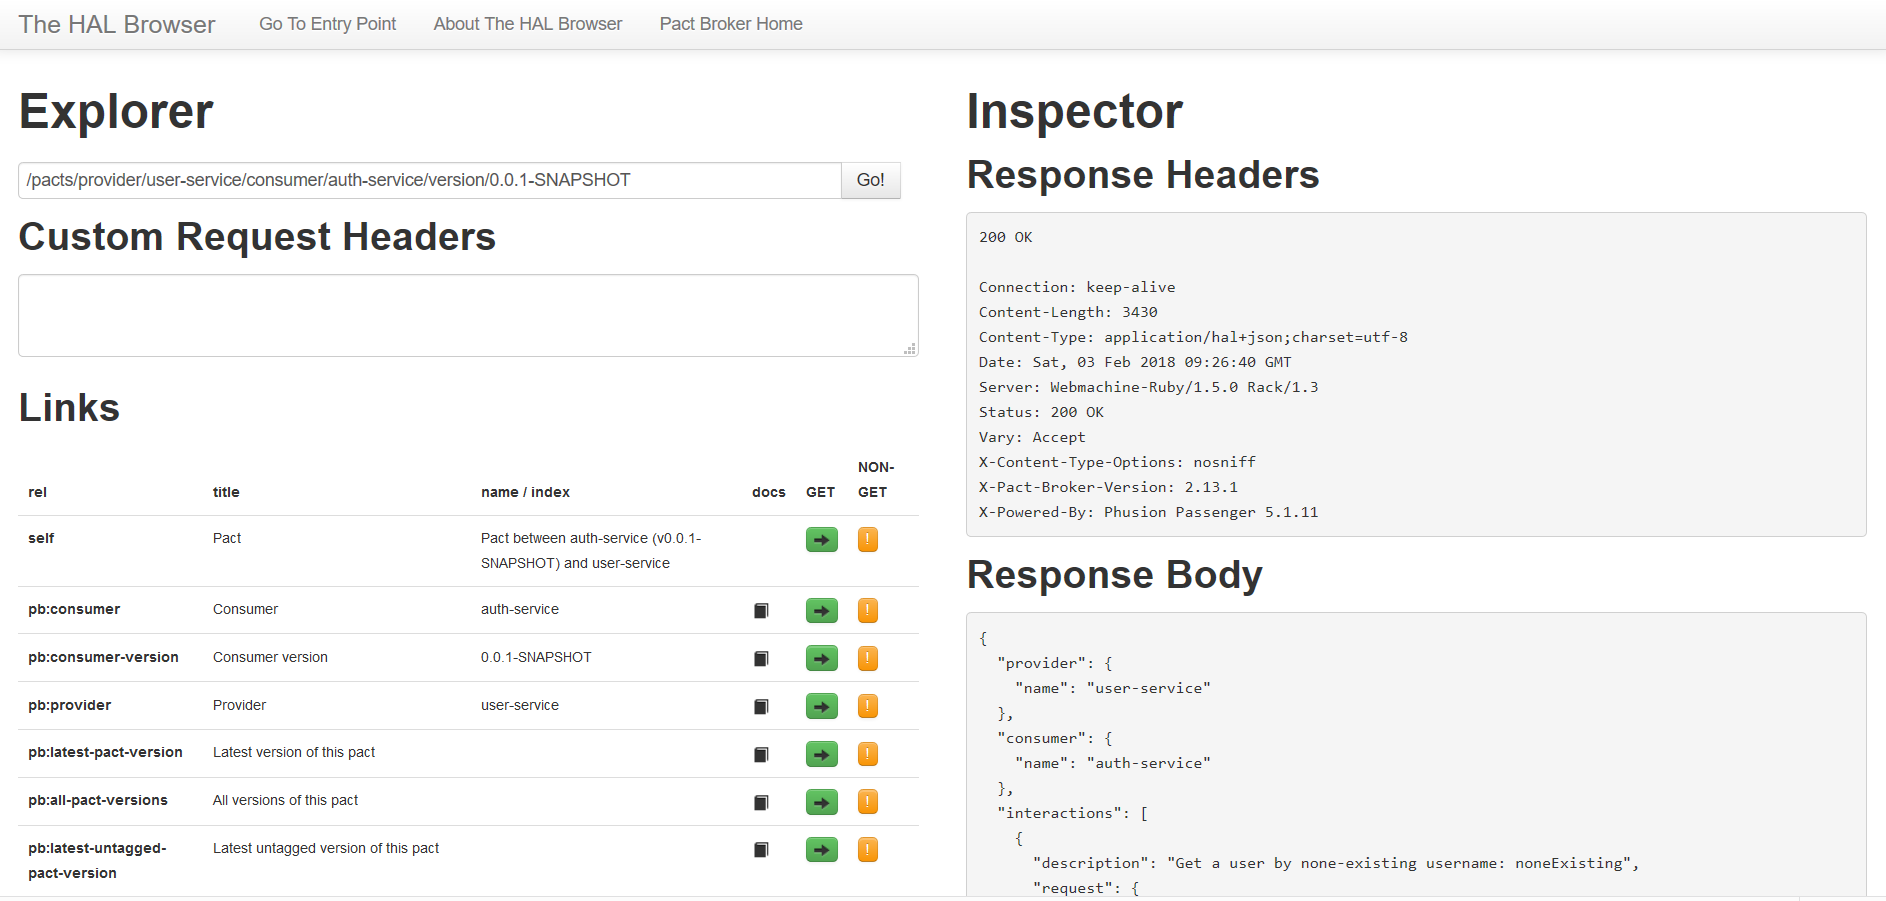 The HAL Browser Go To Entry Point About The HAL Browser Pact Broker Home
Explorer
/pacts/provider/user-service/consumer/auth-service/version/0.0.1-SNAPSHOT Go!
Custom Request Headers
Links
rel title name / index docs GET NON-GET
self Pact Pact between auth-service (v0.0.1-
SNAPSHOT) and user-service
!
pb:consumer Consumer auth-service !
pb:consumer-version Consumer version 0.0.1-SNAPSHOT !
pb:provider Provider user-service !
pb:latest-pact-version Latest version of this pact !
pb:all-pact-versions All versions of this pact !
pb:latest-untagged-
pact-version
Latest untagged version of this pact !
Inspector
Response Headers
200 OK
Connection: keep-alive
Content-Length: 3430
Content-Type: application/hal+json;charset=utf-8
Date: Sat, 03 Feb 2018 09:26:40 GMT
Server: Webmachine-Ruby/1.5.0 Rack/1.3
Status: 200 OK
Vary: Accept
X-Content-Type-Options: nosniff
X-Pact-Broker-Version: 2.13.1
X-Powered-By: Phusion Passenger 5.1.11
Response Body
{
"provider": {
"name": "user-service"
},
"consumer": {
"name": "auth-service"
},
"interactions": [
{
"description": "Get a user by none-existing username: noneExisting",
"request": {